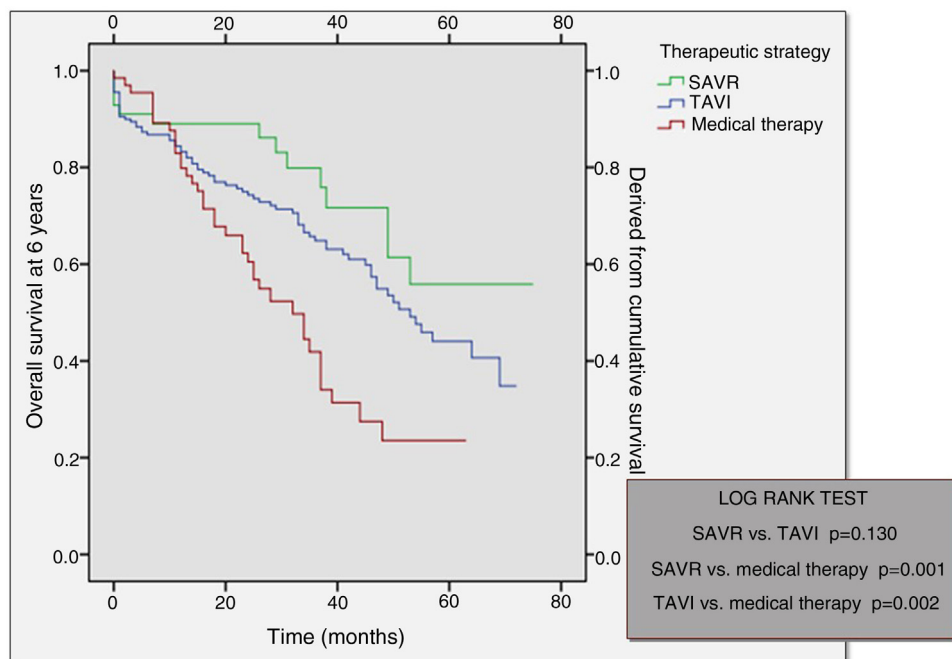 0 20 40 60 80
Therapeutic strategy
SAVR
TAVI
Medical therapy
1.0 1.0
0.8 0.8
0.6 0.6
0.4 0.4
0.2 0.2
0.0 0.0
Overall survival at 6 years
Derived from cumulative survival
0 20 40 60 80
Time (months)
LOG RANK TEST
SAVR vs. TAVI p=0.130
SAVR vs. medical therapy p=0.001
TAVI vs. medical therapy p=0.002